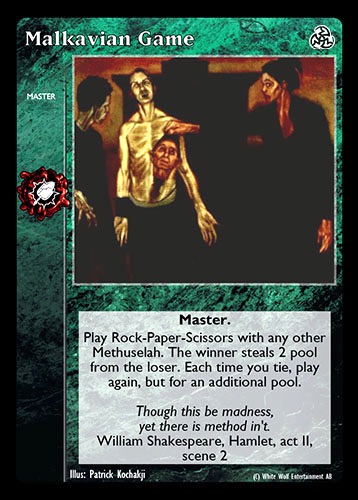 Malkavian Game
MASTER
Master.
Play Rock-Paper-Scissors with any other
Methuselah. The winner steals 2 pool
from the loser. Each time you tie, play
again, but for an additional pool.
Though this be madness,
yet there is method in't.
William Shakespeare, Hamlet, act II,
scene 2
Illus: Patrick Kochakji
(C) White Wolf Entertainment AB